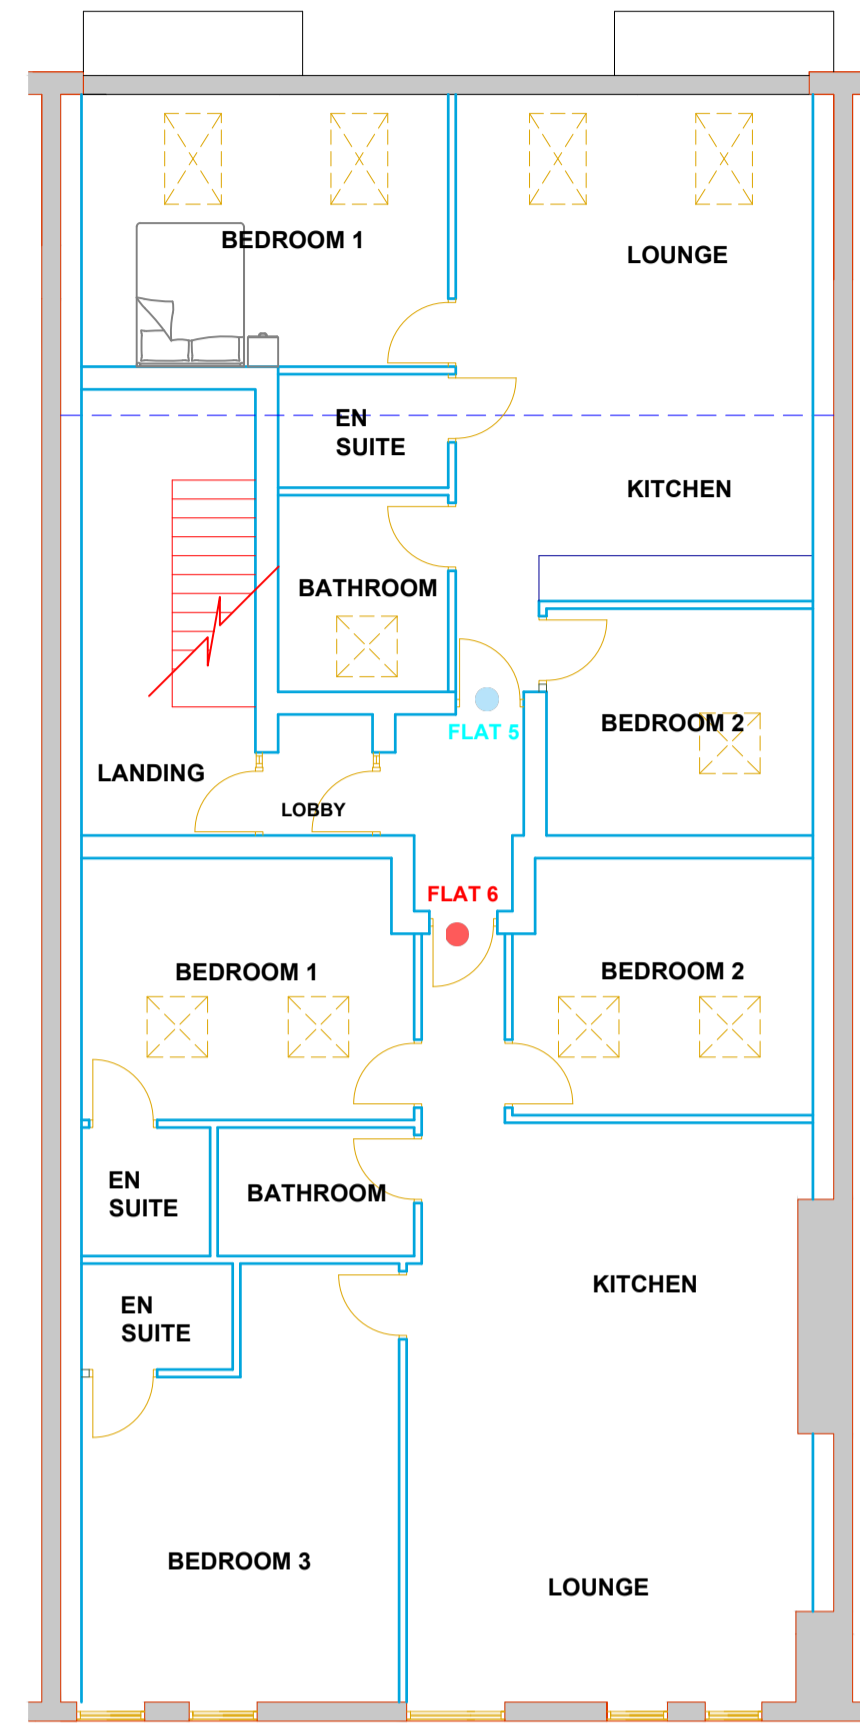 BEDROOM 1
LOUNGE
EN
SUITE
KITCHEN
BATHROOM
BEDROOM 2
FLAT 5
LANDING
LOBBY
FLAT 6
BEDROOM 1
BEDROOM 2
EN
SUITE
BATHROOM
KITCHEN
EN
SUITE
BEDROOM 3
LOUNGE